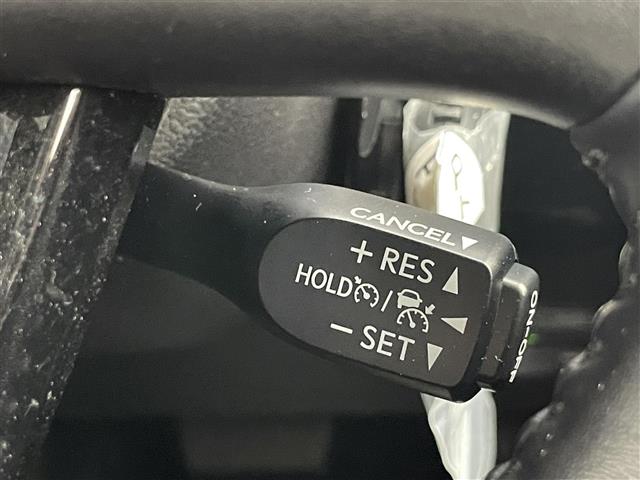 CANCEL▼
+ RES ▲
HOLD / ◀
− SET ▼
ON-OFF